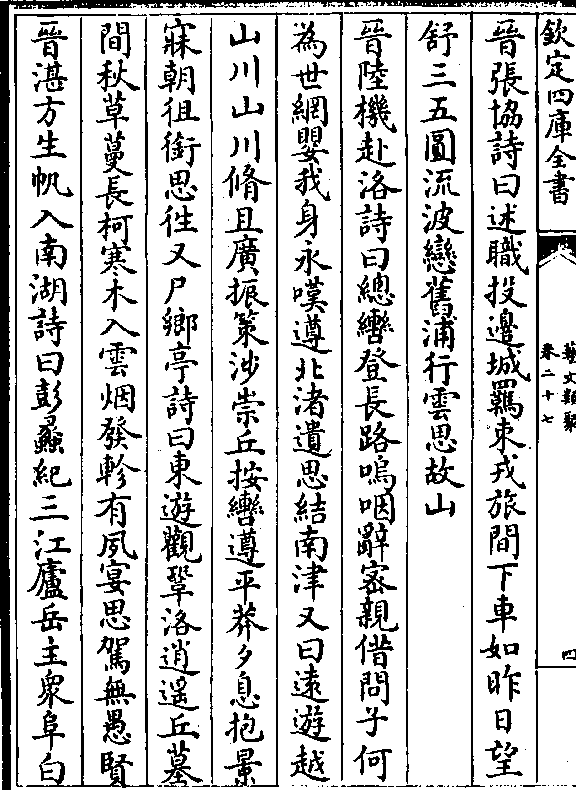 欽定四庫全書
藝文類聚
卷二十七
四
晉張協詩曰述職投邊城羈束戎旅間下車如昨日望
舒三五圓流波戀舊浦行雲思故山
晉陸機赴洛詩曰總轡登長路嗚咽辭宻親借問子何
為世網嬰我身永嘆遵北渚遺思結南津又曰遠遊越
山川山川脩且廣振策涉崇丘按轡遵平莽夕息抱景
寐朝徂銜思徃又尸鄉亭詩曰東遊觀鞏洛逍遥丘墓
間秋草蔓長柯寒木入雲烟發軫有夙宴思駕無愚賢
晉湛方生帆入南湖詩曰彭蠡紀三江廬岳主衆阜白